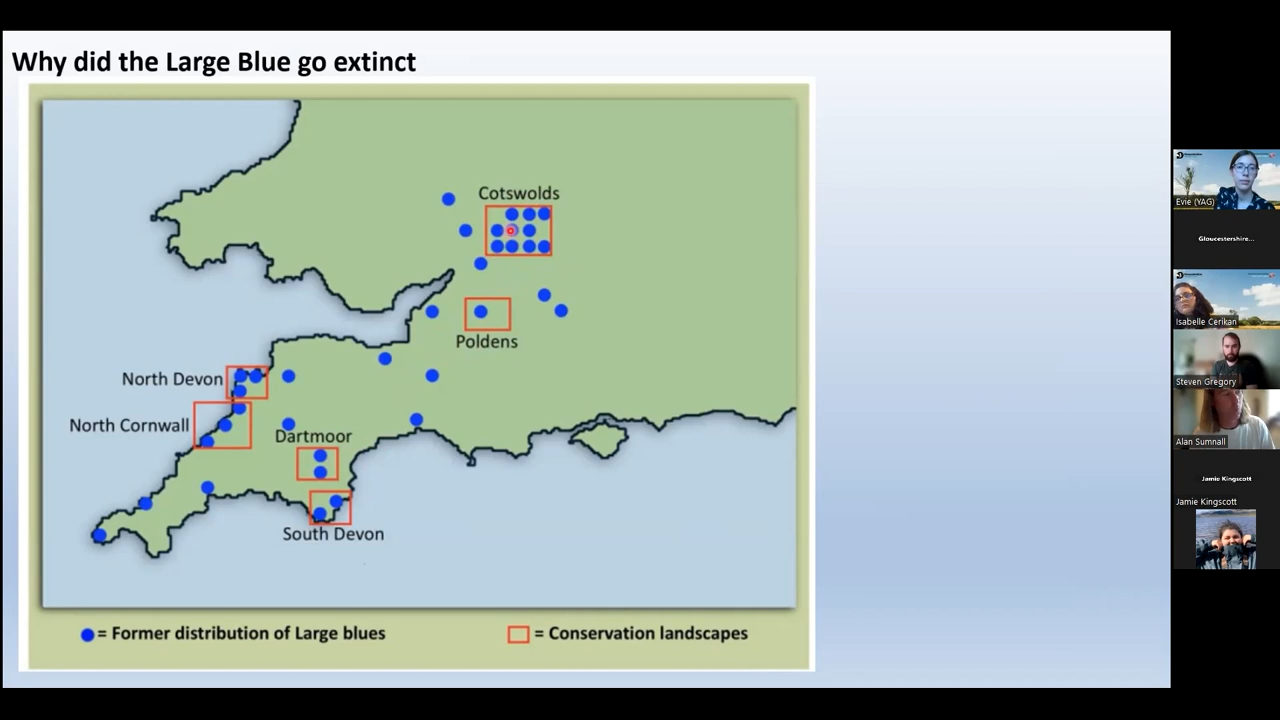 Why did the Large Blue go extinct
Cotswolds
Poldens
North Devon
North Cornwall
Dartmoor
South Devon
= Former distribution of Large blues
= Conservation landscapes
Evie (YAG)
Gloucestershire...
Isabelle Cerikan
Steven Gregory
Alan Sumnall
Jamie Kingscott
Jamie Kingscott